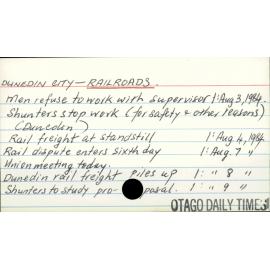 DUNEDIN CITY — RAILROADS.
Men refuse to work with supervisor 1: Aug 3, 1984.
Shunters stop work (for safety & other reasons)
(Dunedin)
Rail freight at standstill 1: Aug 4, 1984
Rail dispute enters sixth day 1: Aug. 7 "
Union meeting today.
Dunedin rail freight piles up 1: " 8 "
Shunters to study pro- posal. 1: " 9 "
OTAGO DAILY TIMES